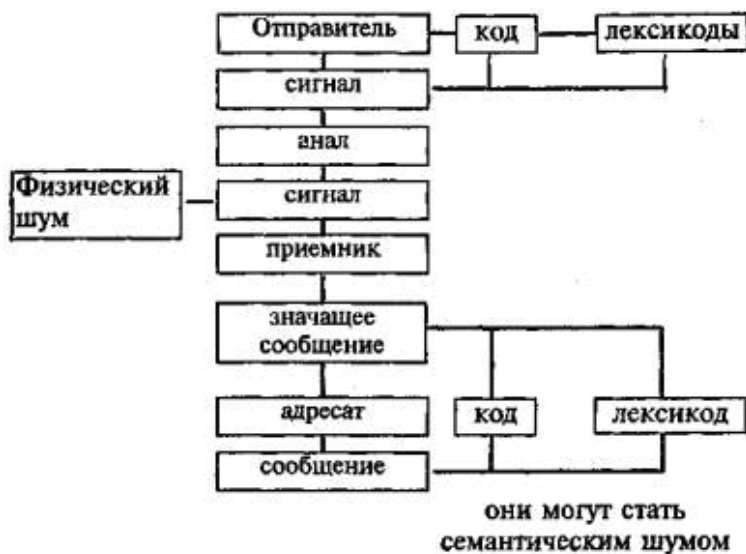 Отправитель
код
лексикоды
сигнал
анал
Физический
шум
сигнал
приемник
значащее
сообщение
адресат
код
лексикод
сообщение
они могут стать
семантическим шумом